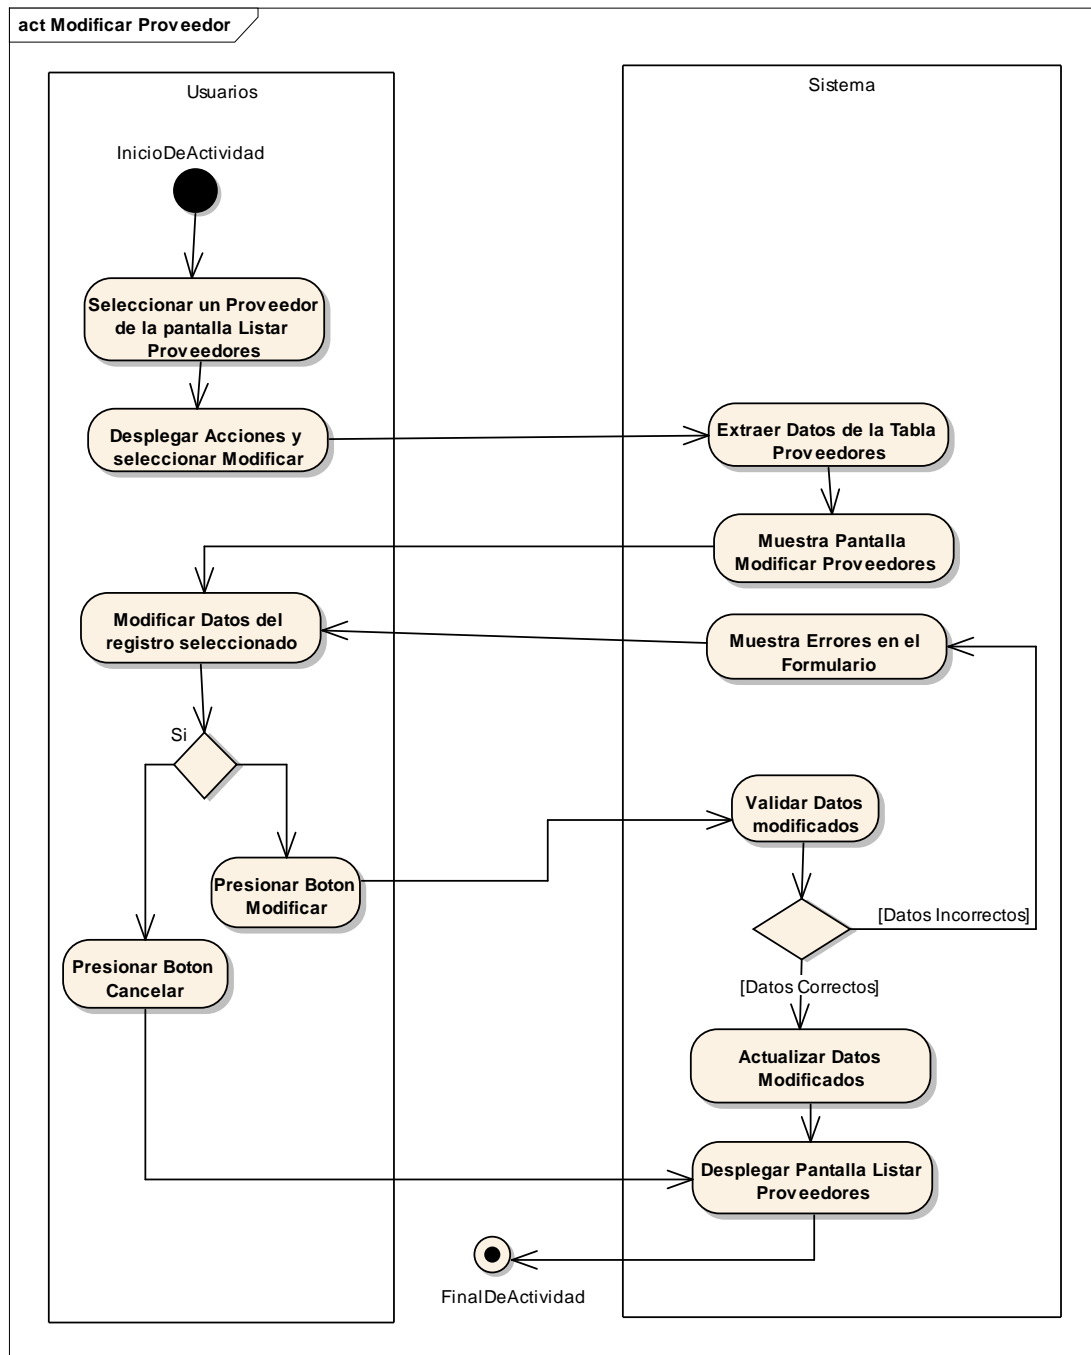 act Modificar Proveedor
Usuarios
Sistema
InicioDeActividad
Seleccionar un Proveedor
de la pantalla Listar
Proveedores
Desplegar Acciones y
seleccionar Modificar
Extraer Datos de la Tabla
Proveedores
Muestra Pantalla
Modificar Proveedores
Modificar Datos del
registro seleccionado
Muestra Errores en el
Formulario
Si
Validar Datos
modificados
Presionar Boton
Modificar
[Datos Incorrectos]
Presionar Boton
Cancelar
[Datos Correctos]
Actualizar Datos
Modificados
Desplegar Pantalla Listar
Proveedores
FinalDeActividad